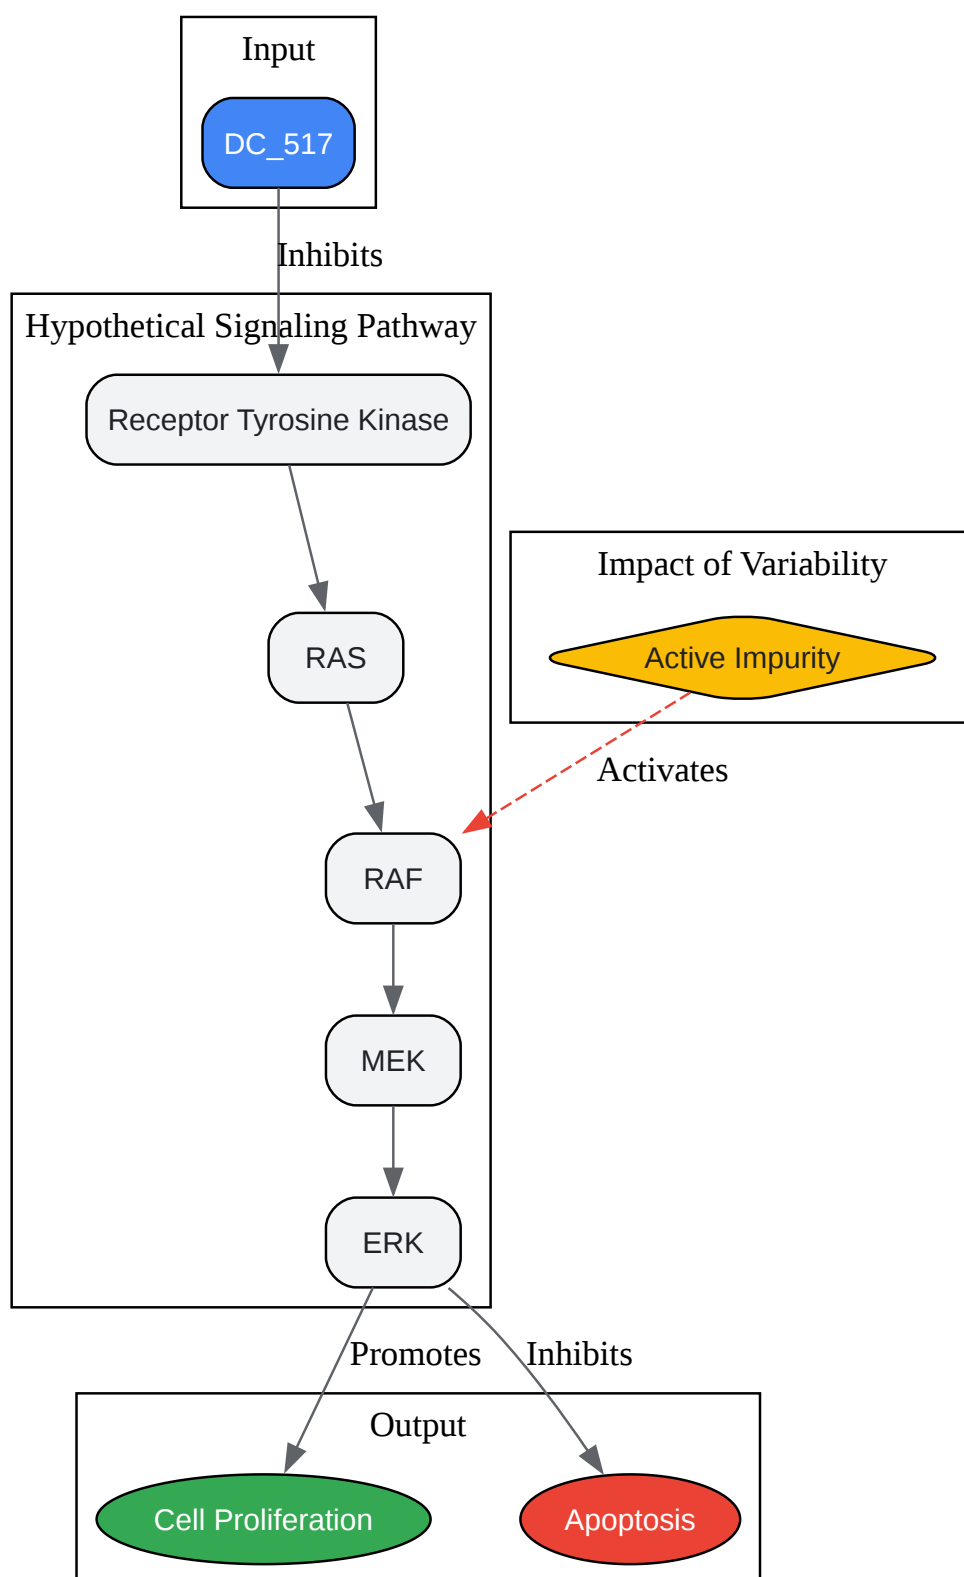 Input
DC_517
Inhibits
Hypothetical Signaling Pathway
Receptor Tyrosine Kinase
Impact of Variability
RAS
Active Impurity
Activates
RAF
MEK
ERK
Promotes
Inhibits
Output
Cell Proliferation
Apoptosis